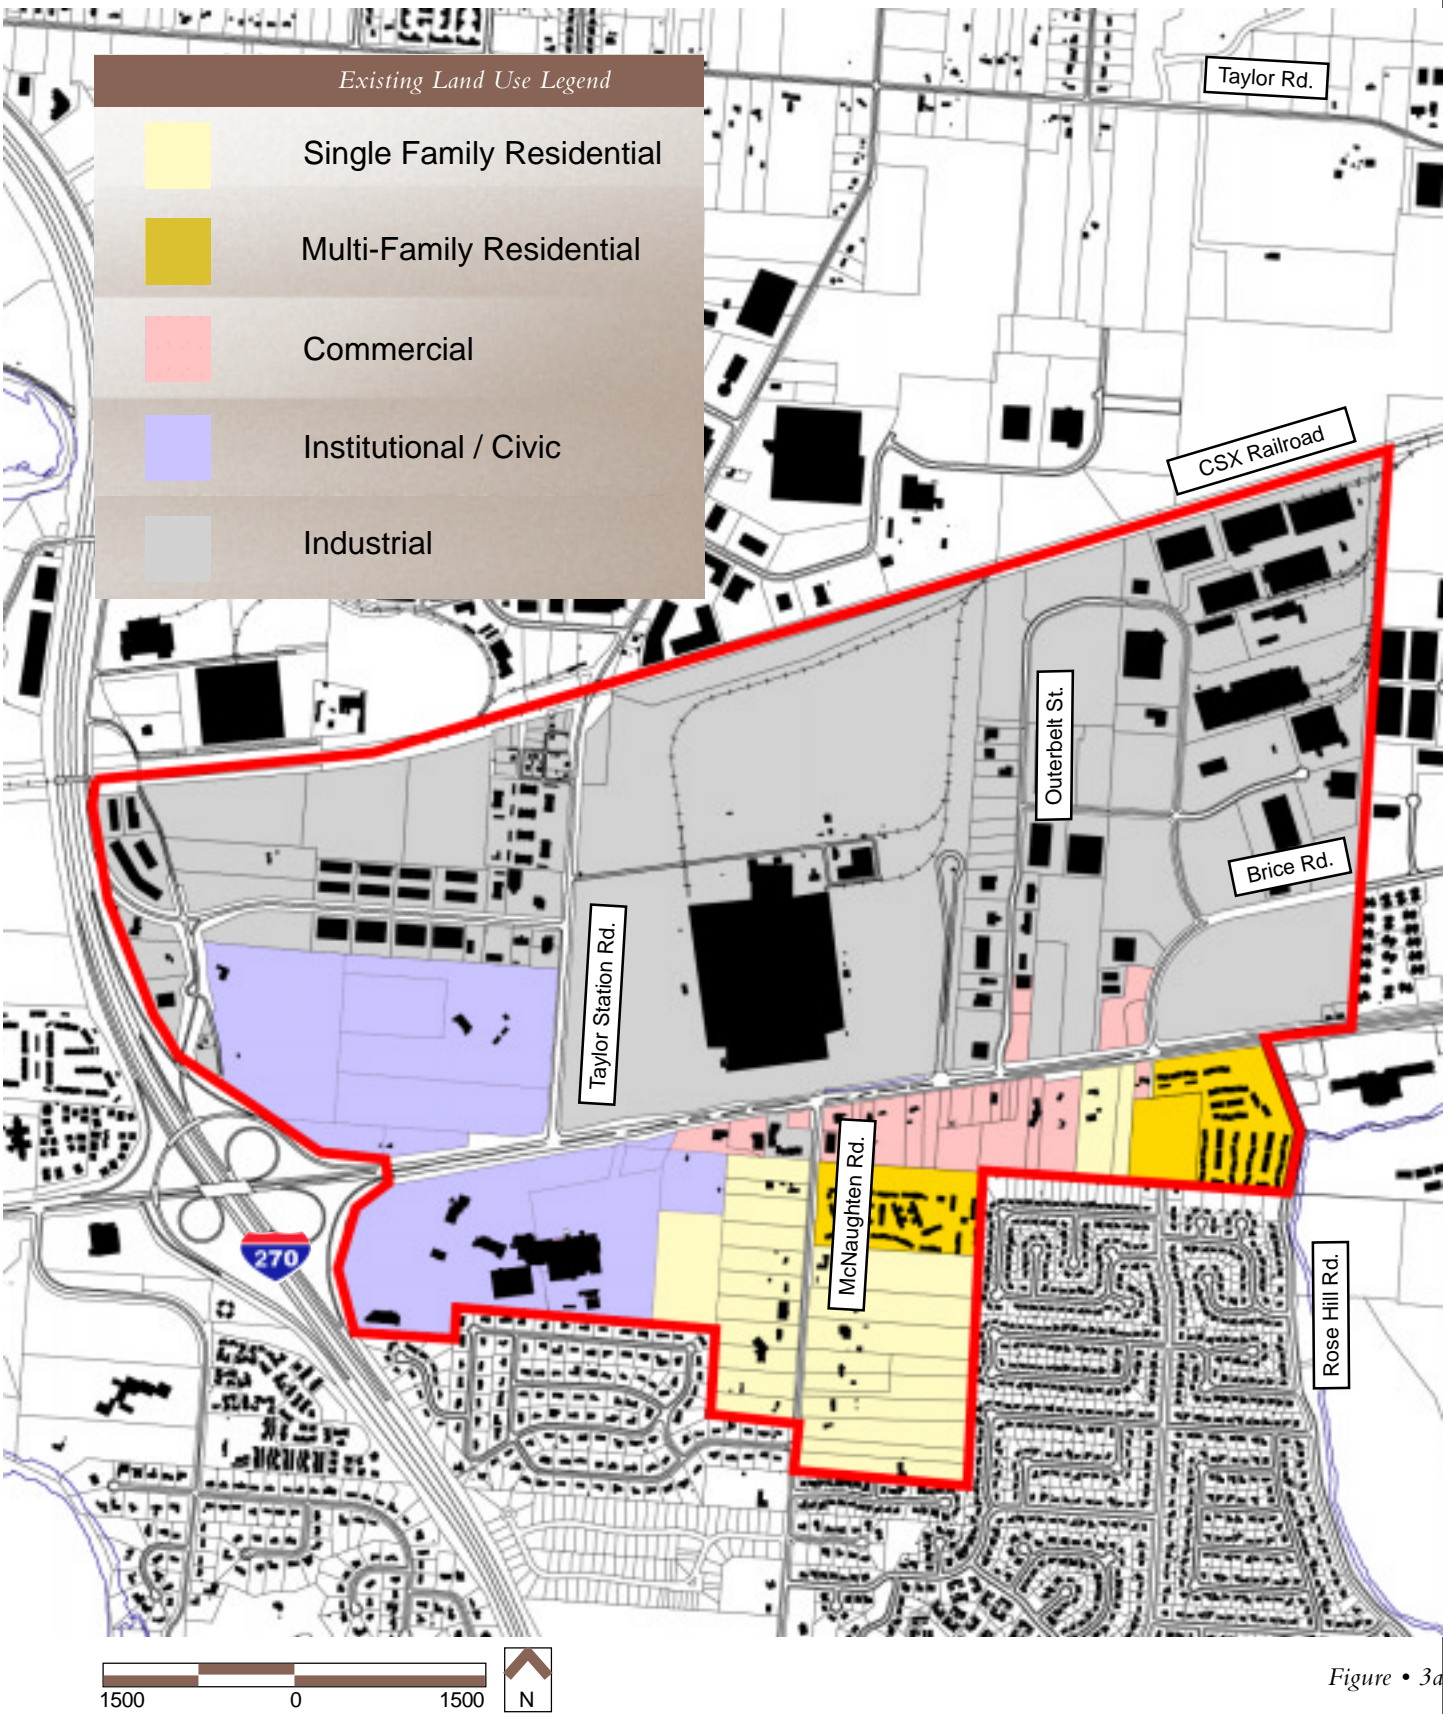 Existing Land Use Legend
Single Family Residential
Multi-Family Residential
Commercial
Institutional / Civic
Industrial
Taylor Rd.
CSX Railroad
Outerbelt St.
Brice Rd.
Taylor Station Rd.
McNaughten Rd.
270
Rose Hill Rd.
1500 0 1500
N
Figure • 3a